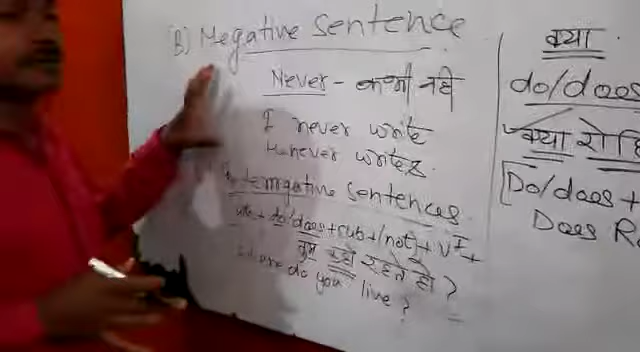 B) Negative Sentence
Never - कभी नही
I never write
He never writes.
Interrogative sentences
wh + do/does + sub + (not) + V I +
तुम कहाँ रहते हो ?
Where do you live ?
क्या
do/does
क्या
Do/does +
Does